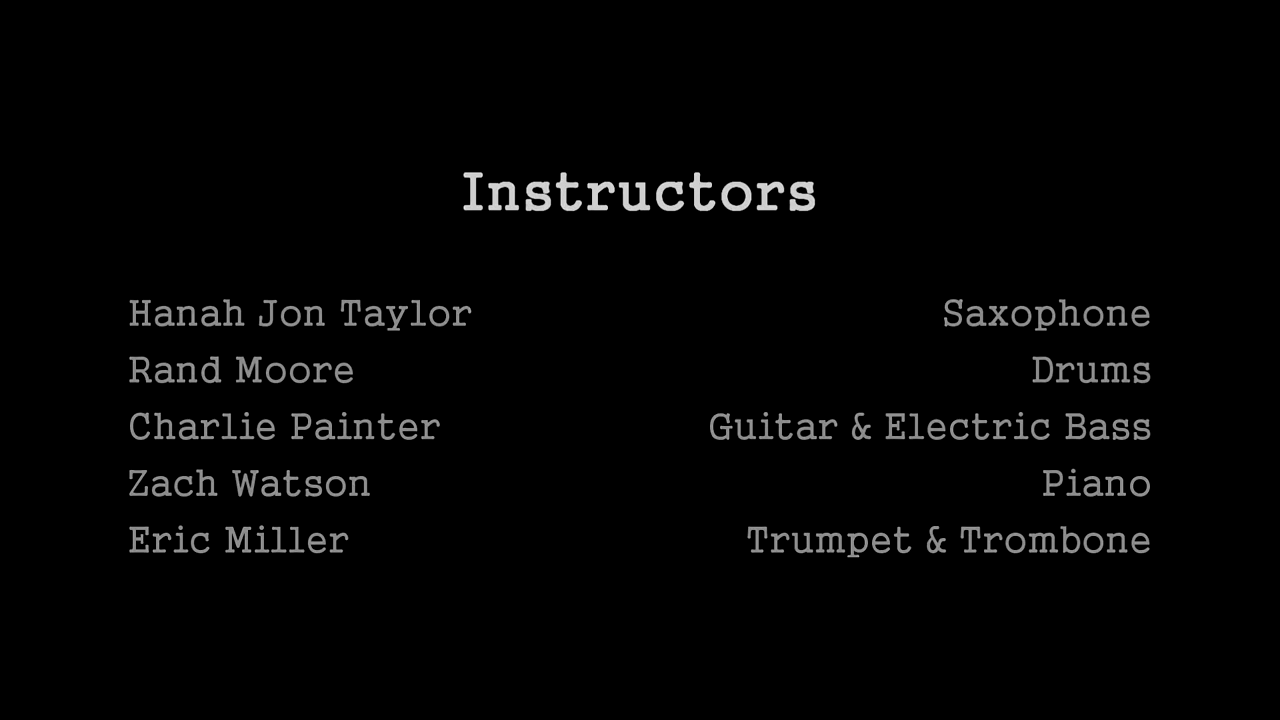 Instructors
Hanah Jon Taylor Saxophone
Rand Moore Drums
Charlie Painter Guitar & Electric Bass
Zach Watson Piano
Eric Miller Trumpet & Trombone